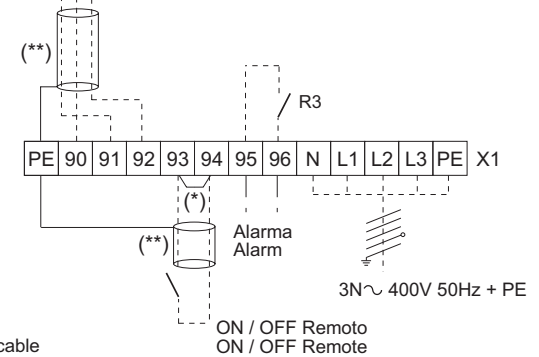 (**)
R3
PE 90 91 92 93 94 95 96 N L1 L2 L3 PE X1
(*)
(**)
Alarma
Alarm
3N~ 400V 50Hz + PE
ON / OFF Remoto
ON / OFF Remote
cable